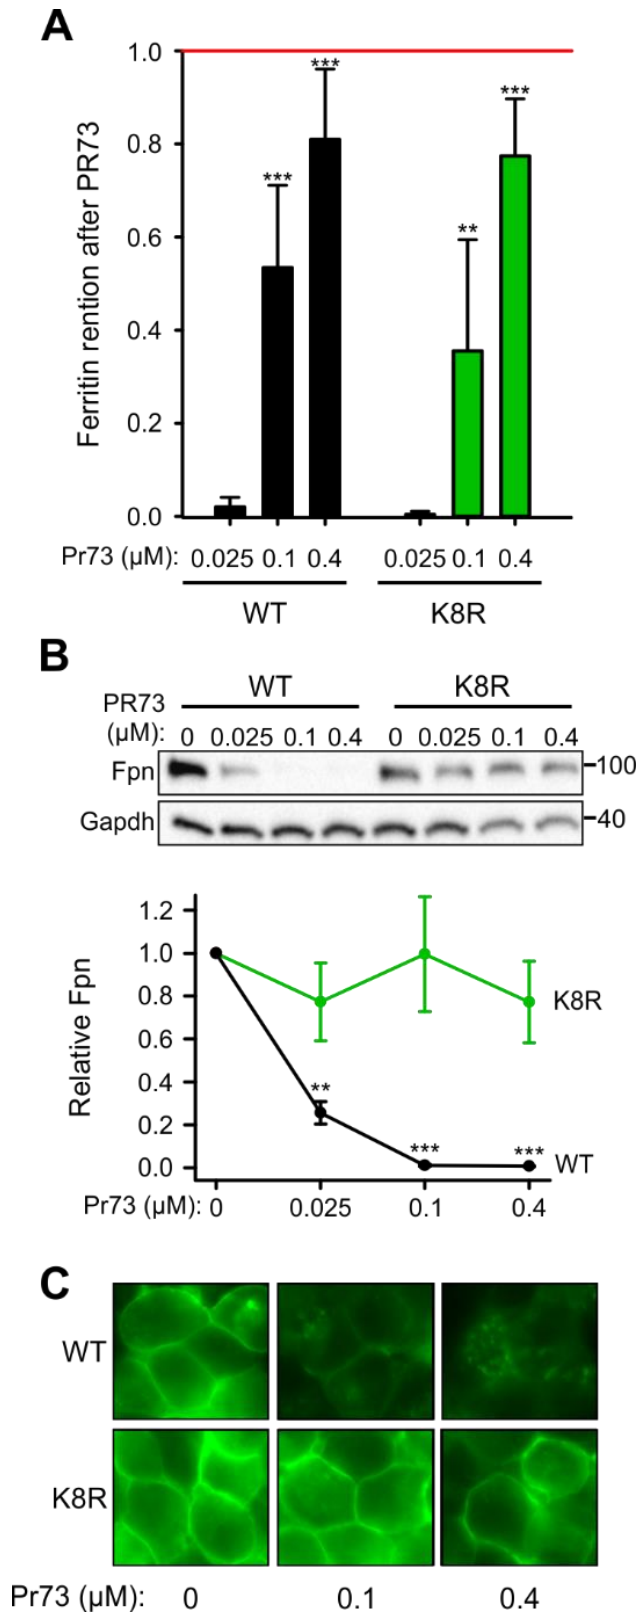 A
Ferritin rention after PR73
1.0
0.8
0.6
0.4
0.2
0.0
*** *** ** ***
Pr73 (µM): 0.025 0.1 0.4 0.025 0.1 0.4
WT K8R
B
WT K8R
PR73
(µM): 0 0.025 0.1 0.4 0 0.025 0.1 0.4
Fpn 100
Gapdh 40
Relative Fpn
1.2
1.0
0.8
0.6
0.4
0.2
0.0
K8R
** *** ***
WT
Pr73 (µM): 0 0.025 0.1 0.4
C
WT
K8R
Pr73 (µM): 0 0.1 0.4